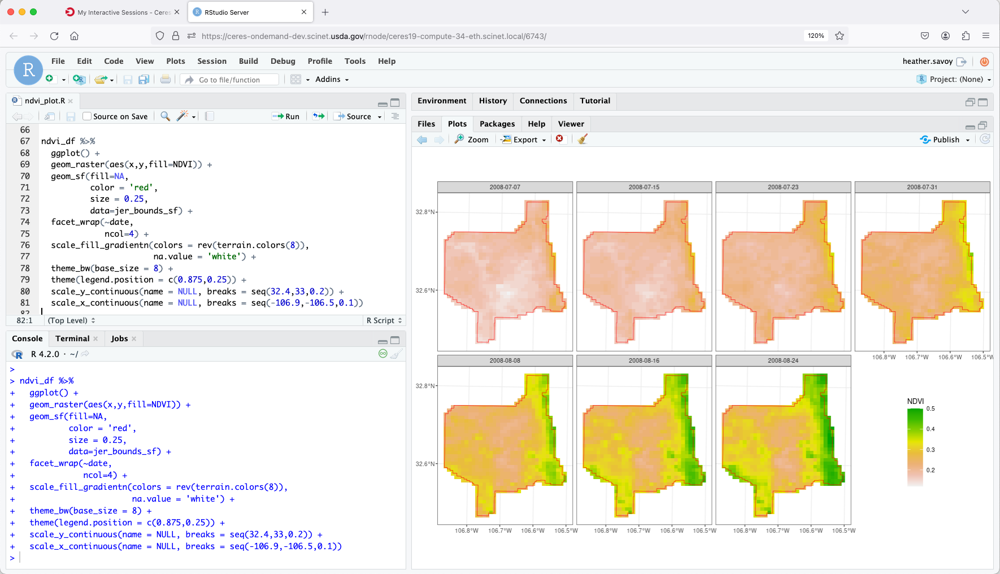 My Interactive Sessions - Ceres
RStudio Server
https://ceres-ondemand-dev.scinet.usda.gov/rnode/ceres19-compute-34-eth.scinet.local/6743/
120%
R
File Edit Code View Plots Session Build Debug Profile Tools Help
heather.savoy
Go to file/function
Addins
Project: (None)
ndvi_plot.R
Source on Save
Run
Source
66
67 ndvi_df %>%
68 ggplot() +
69 geom_raster(aes(x,y,fill=NDVI)) +
70 geom_sf(fill=NA,
71 color = 'red',
72 size = 0.25,
73 data=jer_bounds_sf) +
74 facet_wrap(~date,
75 ncol=4) +
76 scale_fill_gradientn(colors = rev(terrain.colors(8)),
77 na.value = 'white') +
78 theme_bw(base_size = 8) +
79 theme(legend.position = c(0.875,0.25)) +
80 scale_y_continuous(name = NULL, breaks = seq(32.4,33,0.2)) +
81 scale_x_continuous(name = NULL, breaks = seq(-106.9,-106.5,0.1))
82
82:1 (Top Level) R Script
Console Terminal Jobs
R 4.2.0 · ~/
>
> ndvi_df %>%
+ ggplot() +
+ geom_raster(aes(x,y,fill=NDVI)) +
+ geom_sf(fill=NA,
+ color = 'red',
+ size = 0.25,
+ data=jer_bounds_sf) +
+ facet_wrap(~date,
+ ncol=4) +
+ scale_fill_gradientn(colors = rev(terrain.colors(8)),
+ na.value = 'white') +
+ theme_bw(base_size = 8) +
+ theme(legend.position = c(0.875,0.25)) +
+ scale_y_continuous(name = NULL, breaks = seq(32.4,33,0.2)) +
+ scale_x_continuous(name = NULL, breaks = seq(-106.9,-106.5,0.1))
>
Environment History Connections Tutorial
Files Plots Packages Help Viewer
Zoom Export Publish
2008-07-07 2008-07-15 2008-07-23 2008-07-31
32.8°N
32.6°N
106.8°W 106.7°W 106.6°W 106.5°W
2008-08-08 2008-08-16 2008-08-24
32.8°N
32.6°N
106.8°W 106.7°W 106.6°W 106.5°W 106.8°W 106.7°W 106.6°W 106.5°W 106.8°W 106.7°W 106.6°W 106.5°W
NDVI
0.5
0.4
0.3
0.2